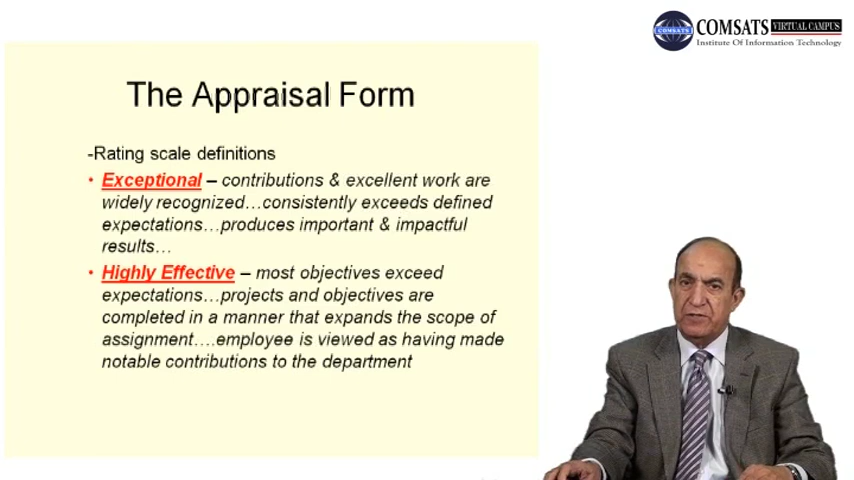 COMSATS VIRTUAL CAMPUS
COMSATS
Institute Of Information Technology
The Appraisal Form
-Rating scale definitions
• Exceptional – contributions & excellent work are
widely recognized…consistently exceeds defined
expectations…produces important & impactful
results…
• Highly Effective – most objectives exceed
expectations…projects and objectives are
completed in a manner that expands the scope of
assignment….employee is viewed as having made
notable contributions to the department